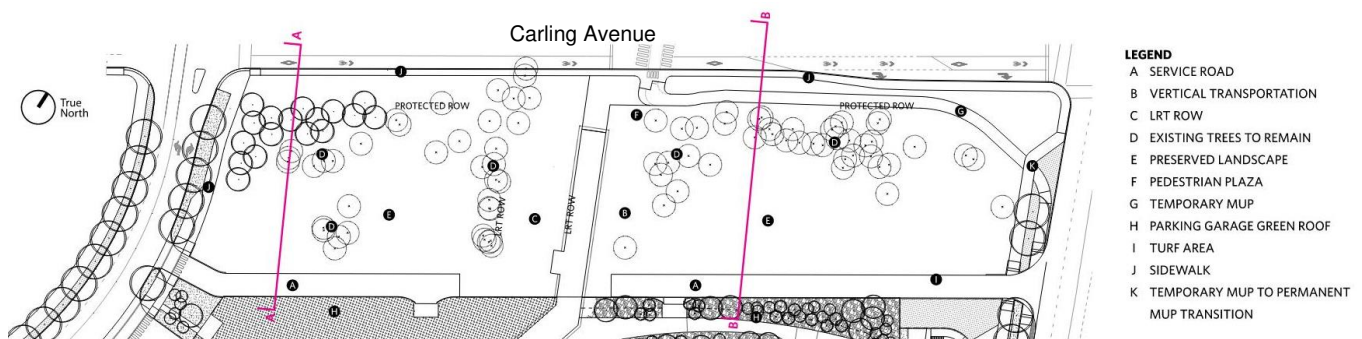 Carling Avenue
A
B
True
North
J
J
PROTECTED ROW
PROTECTED ROW
F
G
D
D
D
D
K
J
E
D
LRT ROW
C
LRT ROW
B
E
A
A
I
A
H
B
H
LEGEND
A SERVICE ROAD
B VERTICAL TRANSPORTATION
C LRT ROW
D EXISTING TREES TO REMAIN
E PRESERVED LANDSCAPE
F PEDESTRIAN PLAZA
G TEMPORARY MUP
H PARKING GARAGE GREEN ROOF
I TURF AREA
J SIDEWALK
K TEMPORARY MUP TO PERMANENT
MUP TRANSITION